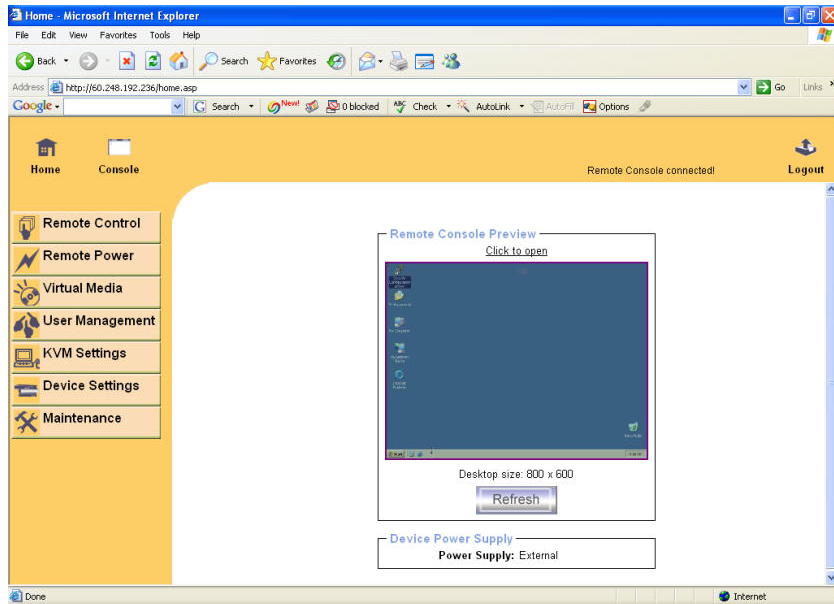 Home - Microsoft Internet Explorer
File Edit View Favorites Tools Help
Back Search Favorites
Address http://60.248.192.236/home.asp Go Links
Google Search New! 0 blocked ABC Check AutoLink AutoFill Options
Home Console Remote Console connected! Logout
Remote Control
Remote Power
Virtual Media
User Management
KVM Settings
Device Settings
Maintenance
Remote Console Preview
Click to open
Desktop size: 800 x 600
Refresh
Device Power Supply
Power Supply: External
Done Internet